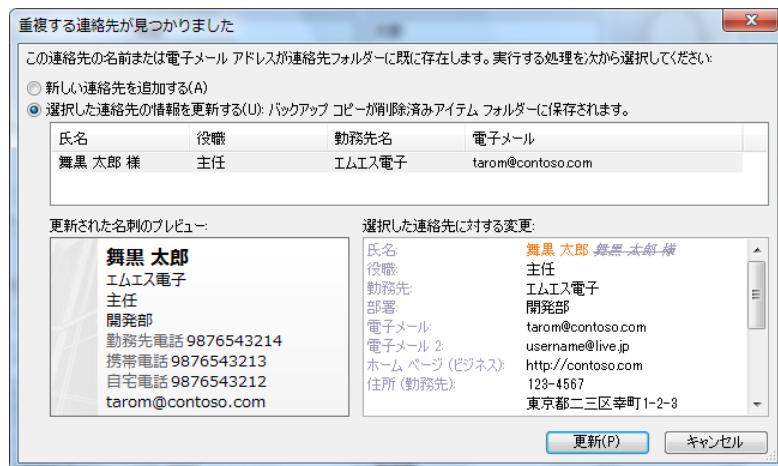 重複する連絡先が見つかりました
この連絡先の名前または電子メール アドレスが連絡先フォルダーに既に存在します。実行する処理を次から選択してください:
新しい連絡先を追加する(A)
選択した連絡先の情報を更新する(U): バックアップ コピーが削除済みアイテム フォルダーに保存されます。
氏名 役職 勤務先名 電子メール
舞黒 太郎 様 主任 エムエス電子 tarom@contoso.com
更新された名刺のプレビュー:
舞黒 太郎
エムエス電子
主任
開発部
勤務先電話 9876543214
携帯電話 9876543213
自宅電話 9876543212
tarom@contoso.com
選択した連絡先に対する変更:
氏名: 舞黒 太郎 舞黒 太郎 様
役職: 主任
勤務先: エムエス電子
部署: 開発部
電子メール: tarom@contoso.com
電子メール 2: username@live.jp
ホーム ページ (ビジネス): http://contoso.com
住所 (勤務先): 123-4567
東京都二三区幸町1-2-3
更新(P) キャンセル